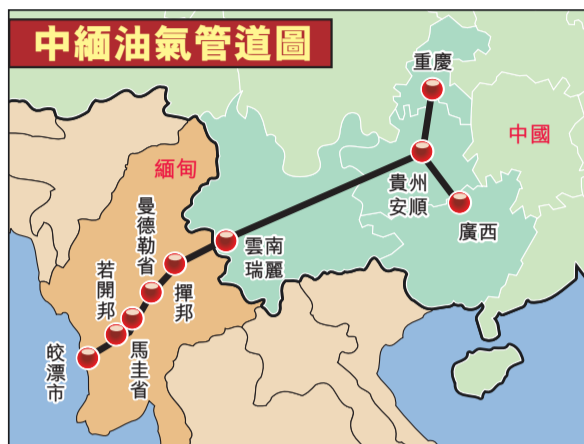 中緬油氣管道圖
重慶
中國
緬甸
貴州
安順
廣西
曼德勒省
雲南
瑞麗
若開邦
撣邦
馬圭省
皎漂市